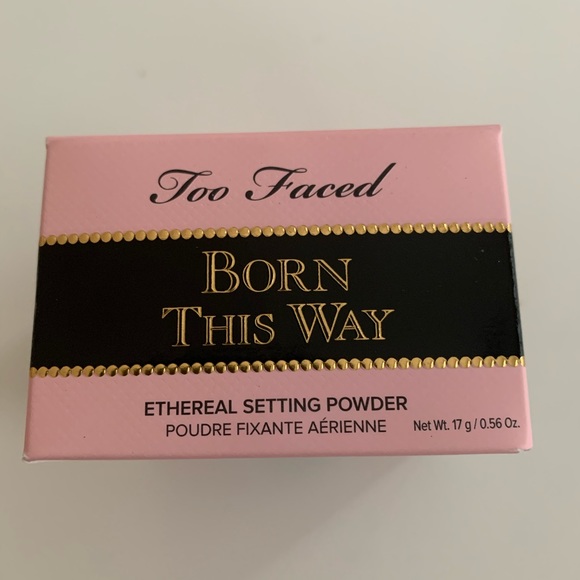 Too Faced
BORN
THIS WAY
ETHEREAL SETTING POWDER
POUDRE FIXANTE AÉRIENNE
Net Wt. 17 g / 0.56 Oz.